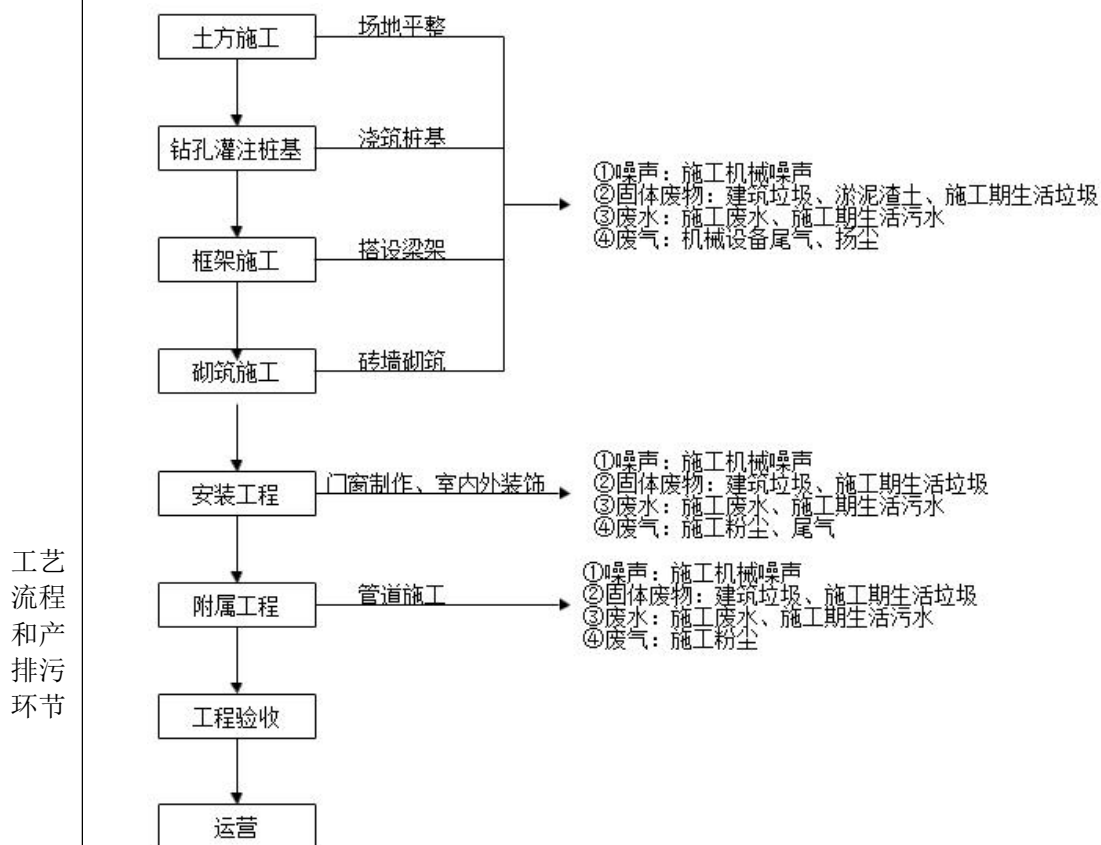 土方施工
场地平整
钻孔灌注桩基
浇筑桩基
①噪声：施工机械噪声
②固体废物：建筑垃圾、淤泥渣土、施工期生活垃圾
③废水：施工废水、施工期生活污水
④废气：机械设备尾气、扬尘
框架施工
搭设梁架
砌筑施工
砖墙砌筑
安装工程
门窗制作、室内外装饰
①噪声：施工机械噪声
②固体废物：建筑垃圾、施工期生活垃圾
③废水：施工废水、施工期生活污水
④废气：施工粉尘、尾气
附属工程
管道施工
①噪声：施工机械噪声
②固体废物：建筑垃圾、施工期生活垃圾
③废水：施工废水、施工期生活污水
④废气：施工粉尘
工艺
流程
和产
排污
环节
工程验收
运营